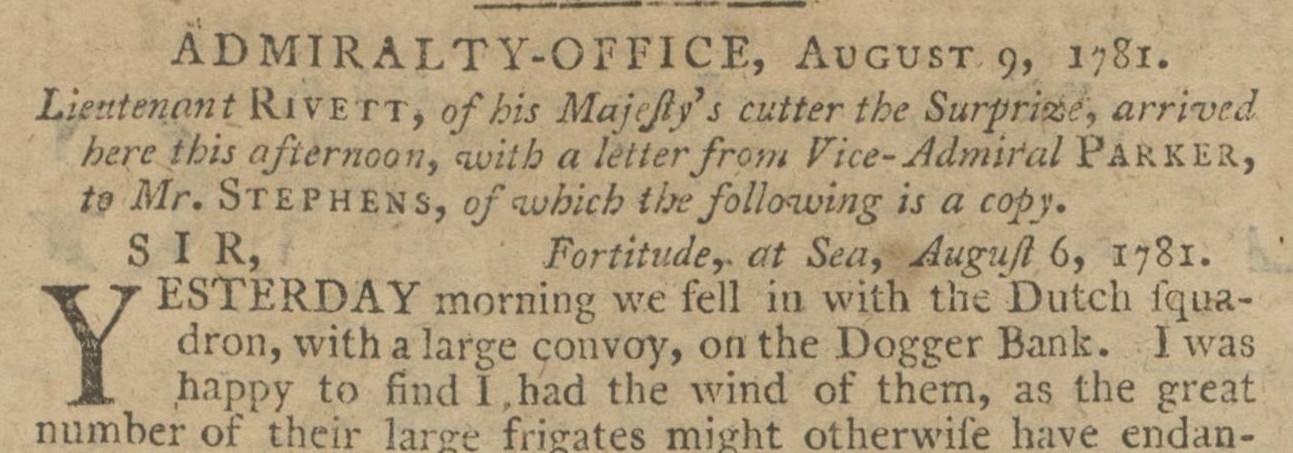 ADMIRALTY-OFFICE, AUGUST 9, 1781.
Lieutenant RIVETT, of his Majeſty's cutter the Surprize, arrived
here this afternoon, with a letter from Vice-Admiral PARKER,
to Mr. STEPHENS, of which the following is a copy.
SIR, Fortitude, at Sea, Auguſt 6, 1781.
YESTERDAY morning we fell in with the Dutch ſqua-
dron, with a large convoy, on the Dogger Bank. I was
happy to find I had the wind of them, as the great
number of their large frigates might otherwiſe have endan-